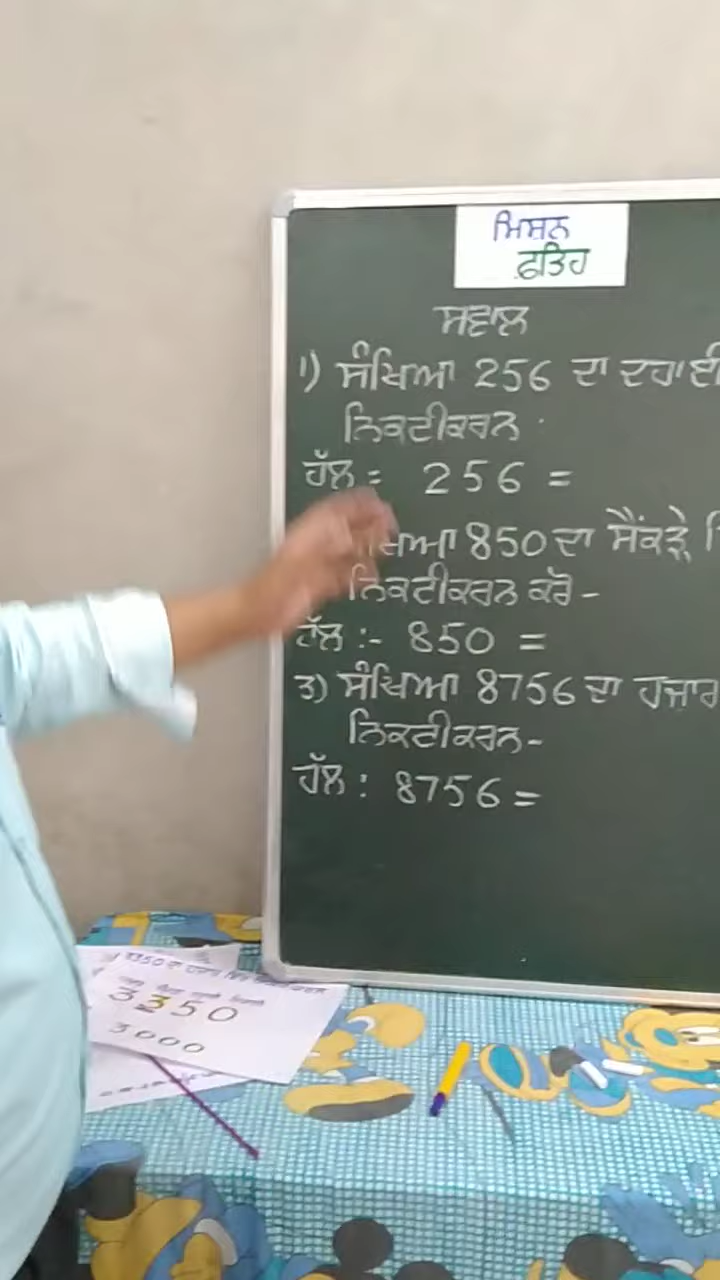 ਮਿਸ਼ਨ
ਫ਼ਤਿਹ
ਸਵਾਲ
1) ਸੰਖਿਆ 256 ਦਾ ਦਹਾਈ
ਨਿਕਟੀਕਰਨ
ਹੱਲ = 256 =
850 ਦਾ ਸੈਂਕੜੇ
ਨਿਕਟੀਕਰਨ ਕਰੋ -
ਹੱਲ :- 850 =
3) ਸੰਖਿਆ 8756 ਦਾ ਹਜਾਰ
ਨਿਕਟੀਕਰਨ-
ਹੱਲ : 8756 =
3350 ਦਾ
3350
3000